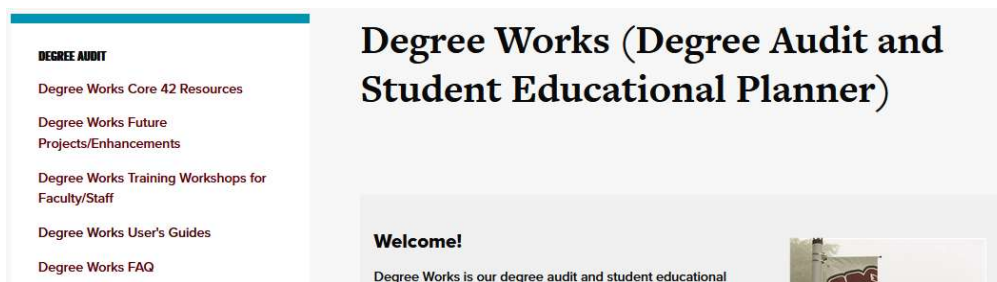 DEGREE AUDIT
Degree Works Core 42 Resources
Degree Works Future
Projects/Enhancements
Degree Works Training Workshops for
Faculty/Staff
Degree Works User's Guides
Degree Works FAQ
Degree Works (Degree Audit and
Student Educational Planner)
Welcome!
Degree Works is our degree audit and student educational